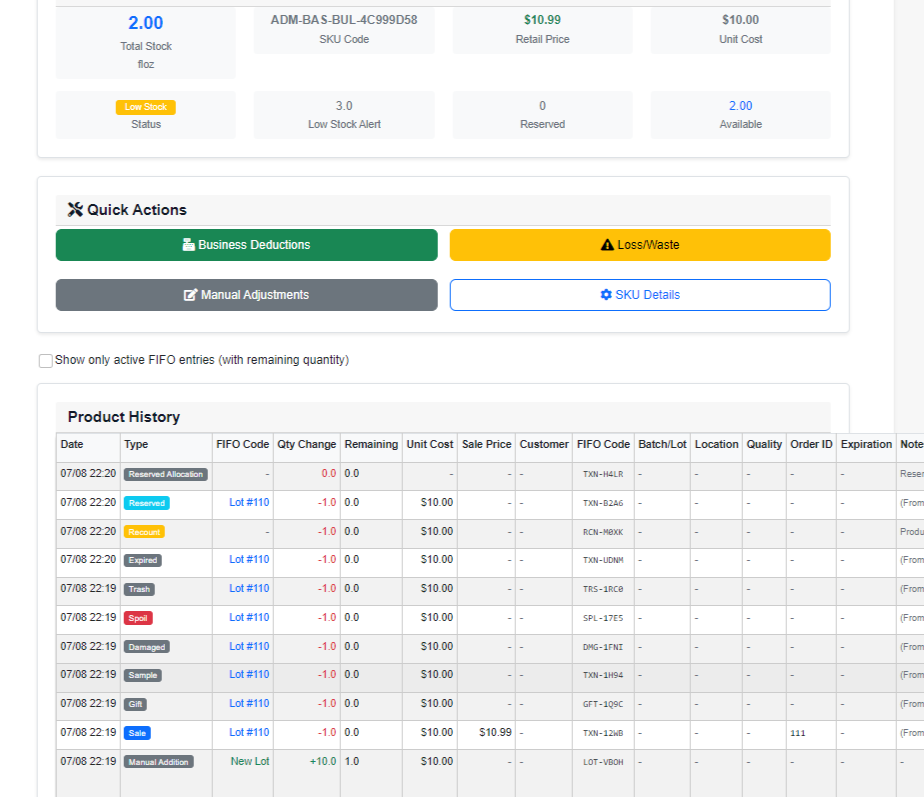 2.00
Total Stock
floz
ADM-BAS-BUL-4C999D58
SKU Code
$10.99
Retail Price
$10.00
Unit Cost
Low Stock
Status
3.0
Low Stock Alert
0
Reserved
2.00
Available
Quick Actions
Business Deductions
Loss/Waste
Manual Adjustments
SKU Details
Show only active FIFO entries (with remaining quantity)
Product History
Date Type FIFO Code Qty Change Remaining Unit Cost Sale Price Customer FIFO Code Batch/Lot Location Quality Order ID Expiration Note
07/08 22:20 Reserved Allocation - 0.0 0.0 - - - TXN-H4LR - - - - - Reser
07/08 22:20 Reserved Lot #110 -1.0 0.0 $10.00 - - TXN-B2A6 - - - - - (From
07/08 22:20 Recount - -1.0 0.0 $10.00 - - RCN-M0XK - - - - - Produ
07/08 22:20 Expired Lot #110 -1.0 0.0 $10.00 - - TXN-UDNM - - - - - (From
07/08 22:19 Trash Lot #110 -1.0 0.0 $10.00 - - TRS-1RC0 - - - - - (From
07/08 22:19 Spoil Lot #110 -1.0 0.0 $10.00 - - SPL-17E5 - - - - - (From
07/08 22:19 Damaged Lot #110 -1.0 0.0 $10.00 - - DMG-1FNI - - - - - (From
07/08 22:19 Sample Lot #110 -1.0 0.0 $10.00 - - TXN-1H94 - - - - - (From
07/08 22:19 Gift Lot #110 -1.0 0.0 $10.00 - - GFT-1Q9C - - - - - (From
07/08 22:19 Sale Lot #110 -1.0 0.0 $10.00 $10.99 - TXN-12WB - - - 111 - (From
07/08 22:19 Manual Addition New Lot +10.0 1.0 $10.00 - - LOT-VBOH - - - - - -